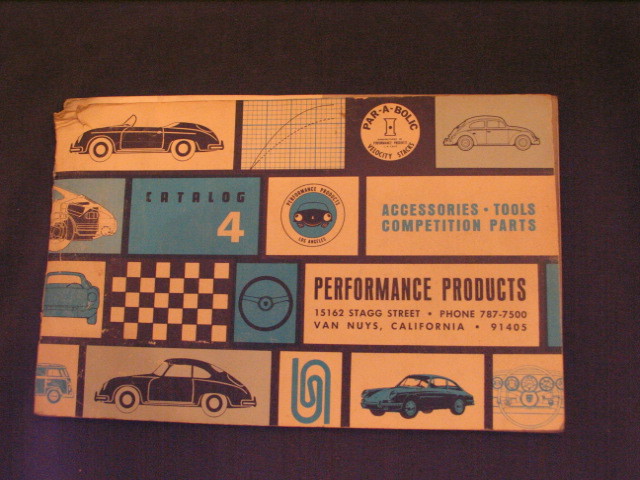 PAR-A-BOLIC
VELOCITY STACKS
CATALOG
4
PERFORMANCE PRODUCTS
LOS ANGELES
ACCESSORIES • TOOLS
COMPETITION PARTS
PERFORMANCE PRODUCTS
15162 STAGG STREET • PHONE 787-7500
VAN NUYS, CALIFORNIA • 91405